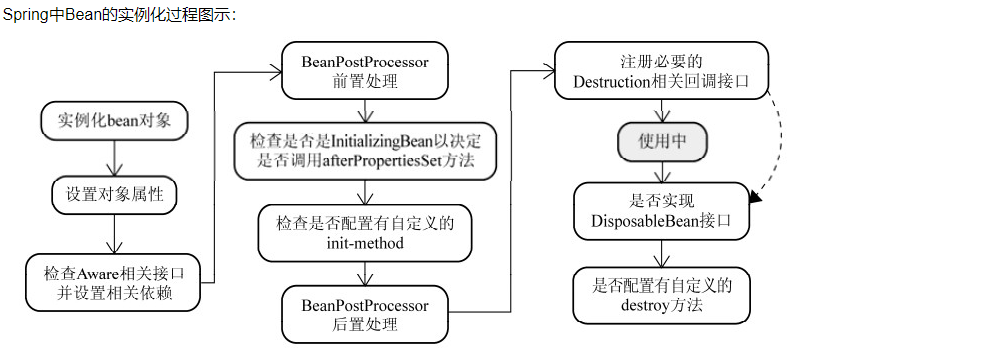 Spring中Bean的实例化过程图示：
实例化bean对象
设置对象属性
检查Aware相关接口
并设置相关依赖
BeanPostProcessor
前置处理
检查是否是InitializingBean以决定
是否调用afterPropertiesSet方法
检查是否配置有自定义的
init-method
BeanPostProcessor
后置处理
注册必要的
Destruction相关回调接口
使用中
是否实现
DisposableBean接口
是否配置有自定义的
destroy方法